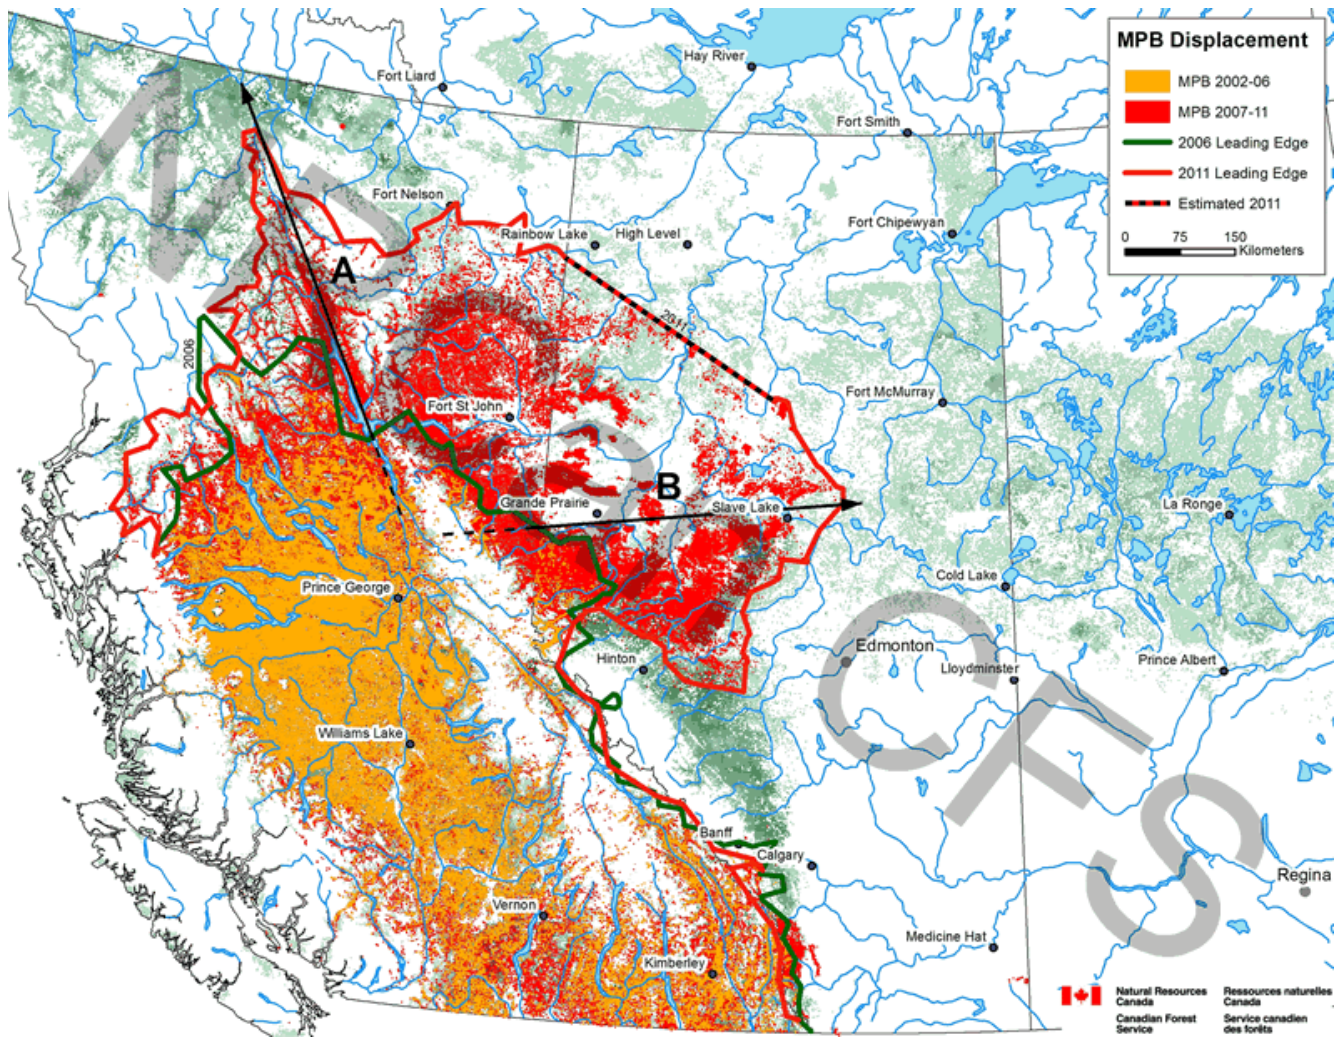 MPB Displacement
MPB 2002-06
MPB 2007-11
2006 Leading Edge
2011 Leading Edge
Estimated 2011
0 75 150
Kilometers
Hay River
Fort Liard
Fort Smith
Fort Nelson
Rainbow Lake
High Level
Fort Chipewyan
A
2011
2006
Fort McMurray
Fort St John
B
Grande Prairie
Slave Lake
La Ronge
Cold Lake
Prince George
Edmonton
Hinton
Lloydminster
Prince Albert
Williams Lake
Banff
Calgary
Regina
Vernon
Medicine Hat
Kimberley
CFS
Natural Resources
Canada
Canadian Forest
Service
Ressources naturelles
Canada
Service canadien
des forêts